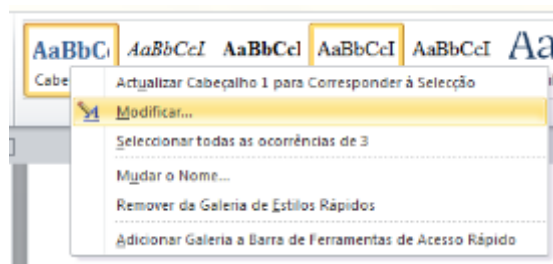 AaBbC AaBbCcI AaBbCcI AaBbCcI AaBbCcI Aa
Cabe
Actualizar Cabeçalho 1 para Corresponder à Selecção
Modificar...
Seleccionar todas as ocorrências de 3
Mudar o Nome...
Remover da Galeria de Estilos Rápidos
Adicionar Galeria a Barra de Ferramentas de Acesso Rápido